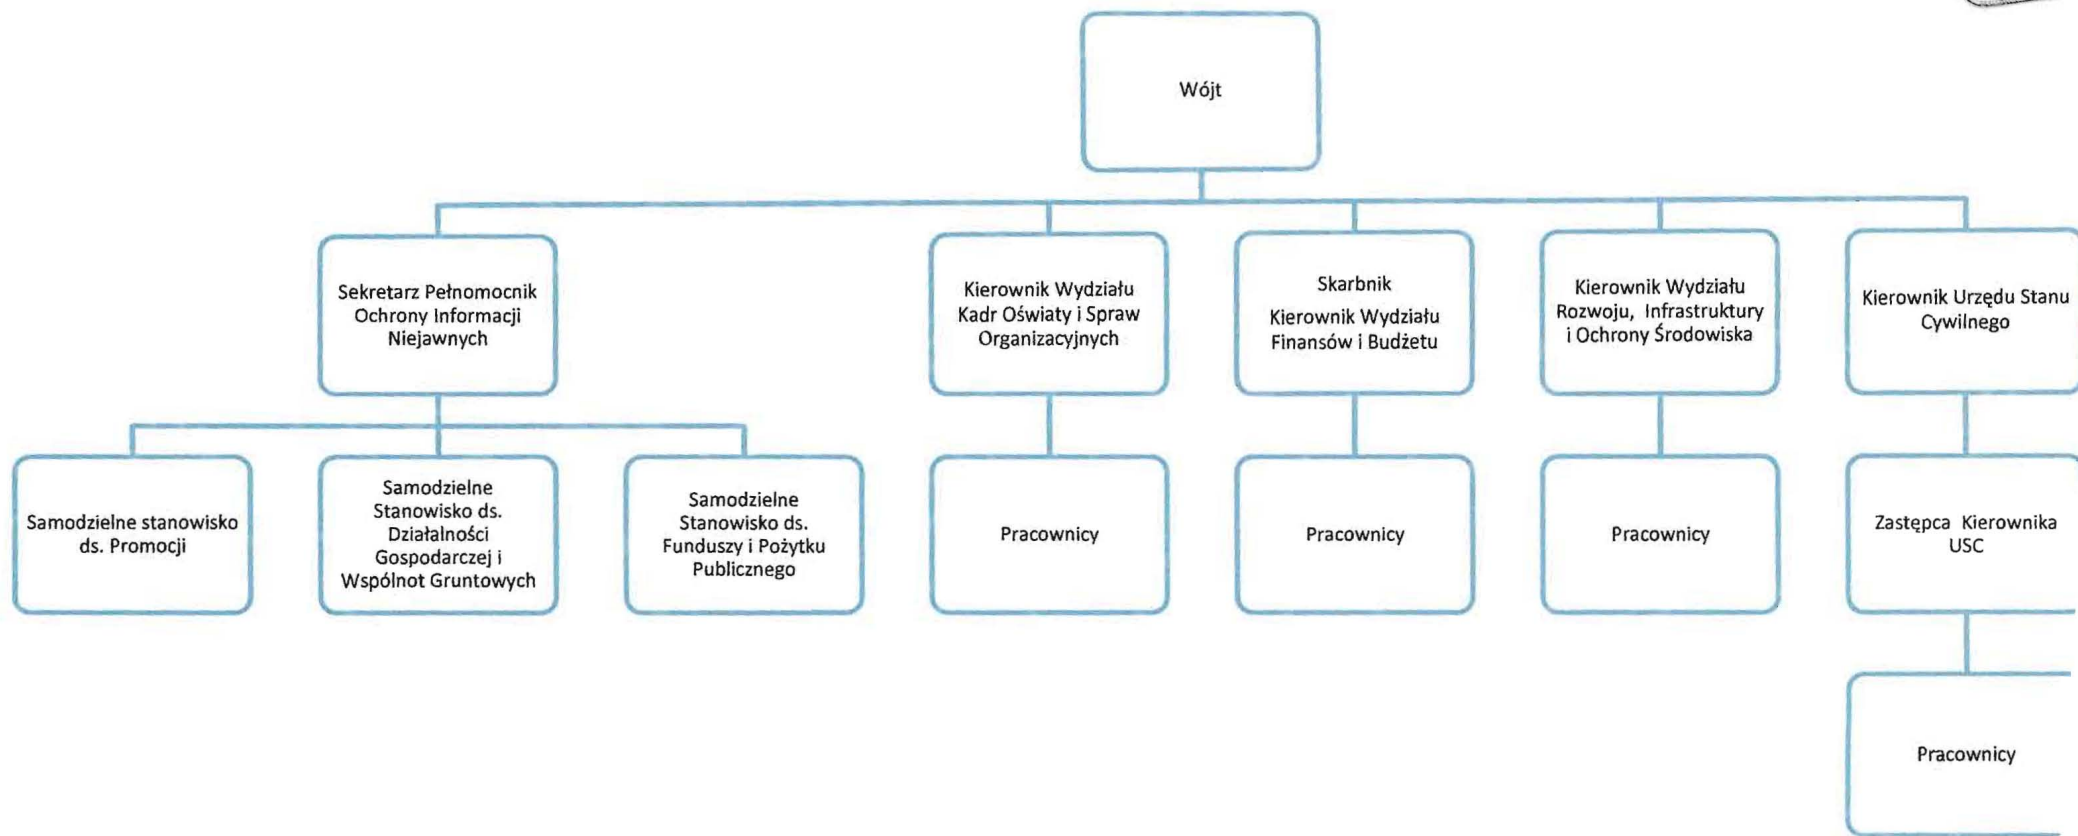 Wójt
Sekretarz Pełnomocnik
Ochrony Informacji
Niejawnych
Kierownik Wydziału
Kadr Oświaty i Spraw
Organizacyjnych
Skarbnik
Kierownik Wydziału
Finansów i Budżetu
Kierownik Wydziału
Rozwoju, Infrastruktury
i Ochrony Środowiska
Kierownik Urzędu Stanu
Cywilnego
Samodzielne stanowisko
ds. Promocji
Samodzielne
Stanowisko ds.
Działalności
Gospodarczej i
Wspólnot Gruntowych
Samodzielne
Stanowisko ds.
Funduszy i Pożytku
Publicznego
Pracownicy
Pracownicy
Pracownicy
Zastępca Kierownika
USC
Pracownicy